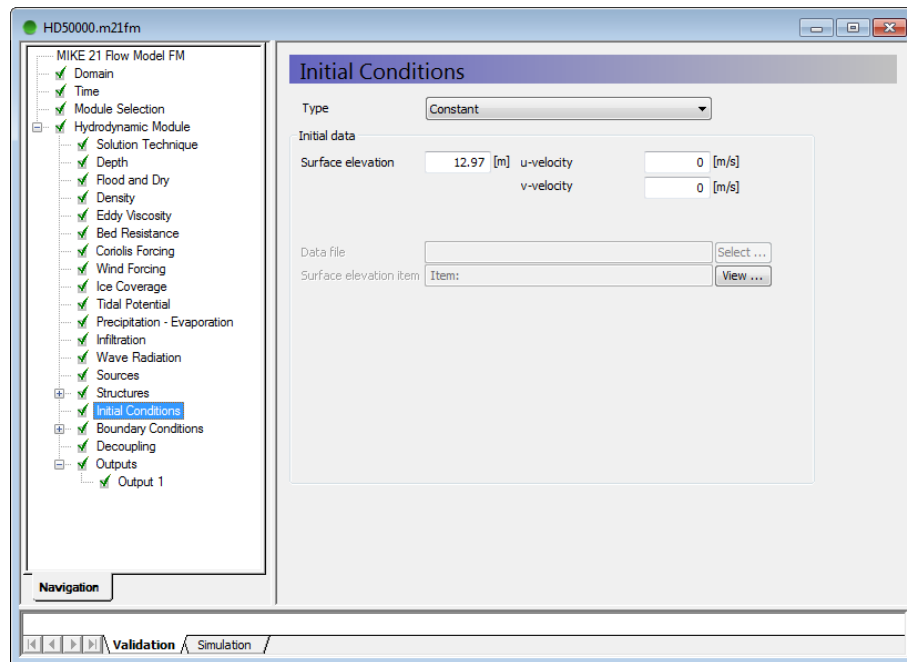 HD50000.m21fm
MIKE 21 Flow Model FM
Domain
Time
Module Selection
Hydrodynamic Module
Solution Technique
Depth
Flood and Dry
Density
Eddy Viscosity
Bed Resistance
Coriolis Forcing
Wind Forcing
Ice Coverage
Tidal Potential
Precipitation - Evaporation
Infiltration
Wave Radiation
Sources
Structures
Initial Conditions
Boundary Conditions
Decoupling
Outputs
Output 1
Navigation
Initial Conditions
Type Constant
Initial data
Surface elevation 12.97 [m] u-velocity 0 [m/s]
v-velocity 0 [m/s]
Data file Select ...
Surface elevation item Item: View ...
Validation Simulation